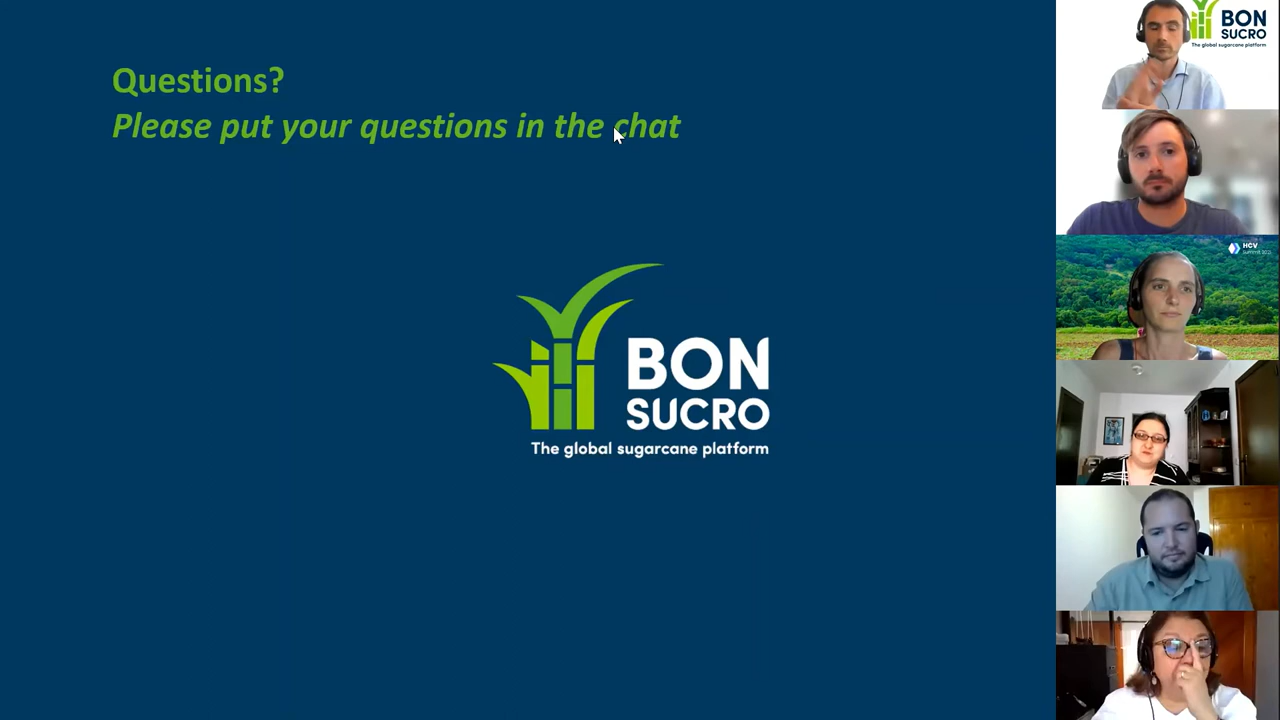 Questions?
Please put your questions in the chat
BON
SUCRO
The global sugarcane platform
BON
SUCRO
The global sugarcane platform
HCV